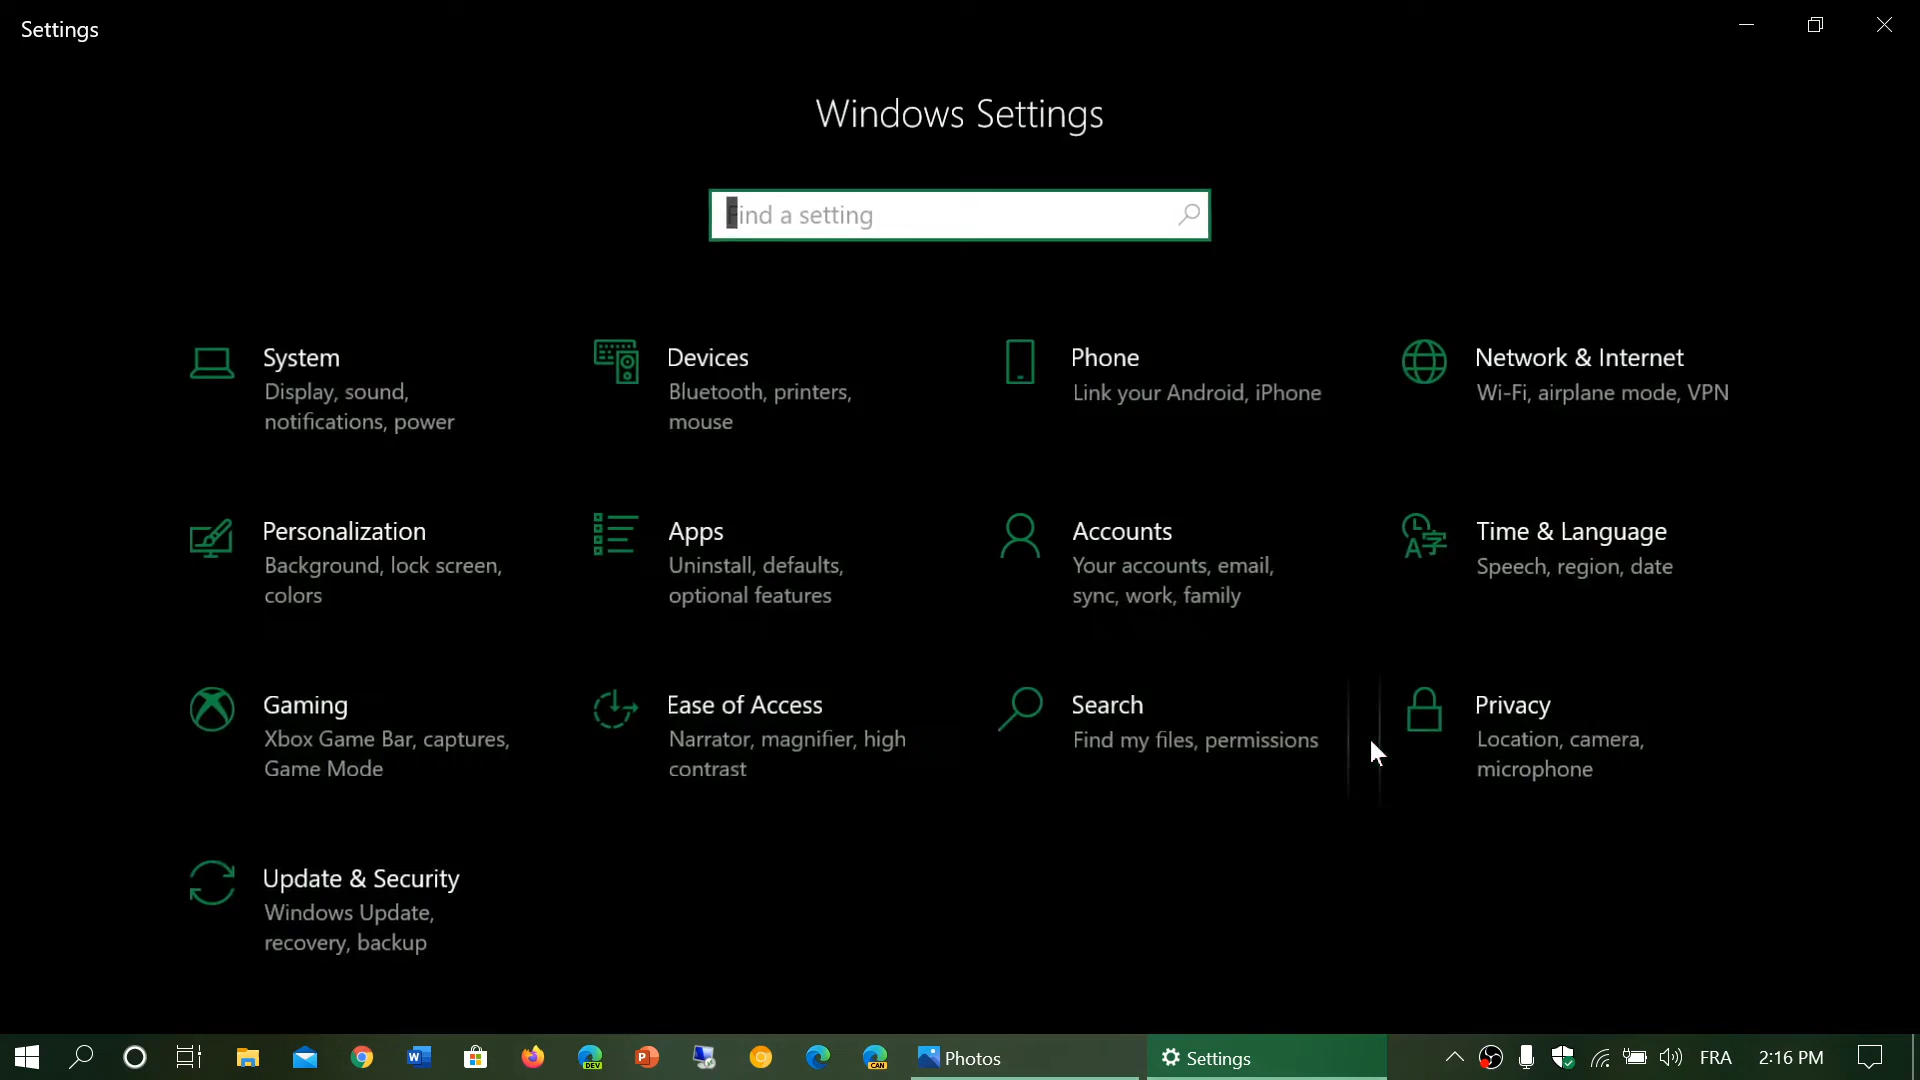 Settings
Windows Settings
Find a setting
System
Display, sound,
notifications, power
Devices
Bluetooth, printers,
mouse
Phone
Link your Android, iPhone
Network & Internet
Wi-Fi, airplane mode, VPN
Personalization
Background, lock screen,
colors
Apps
Uninstall, defaults,
optional features
Accounts
Your accounts, email,
sync, work, family
Time & Language
Speech, region, date
Gaming
Xbox Game Bar, captures,
Game Mode
Ease of Access
Narrator, magnifier, high
contrast
Search
Find my files, permissions
Privacy
Location, camera,
microphone
Update & Security
Windows Update,
recovery, backup
W
DEV
P
CAN
Photos
Settings
FRA
2:16 PM